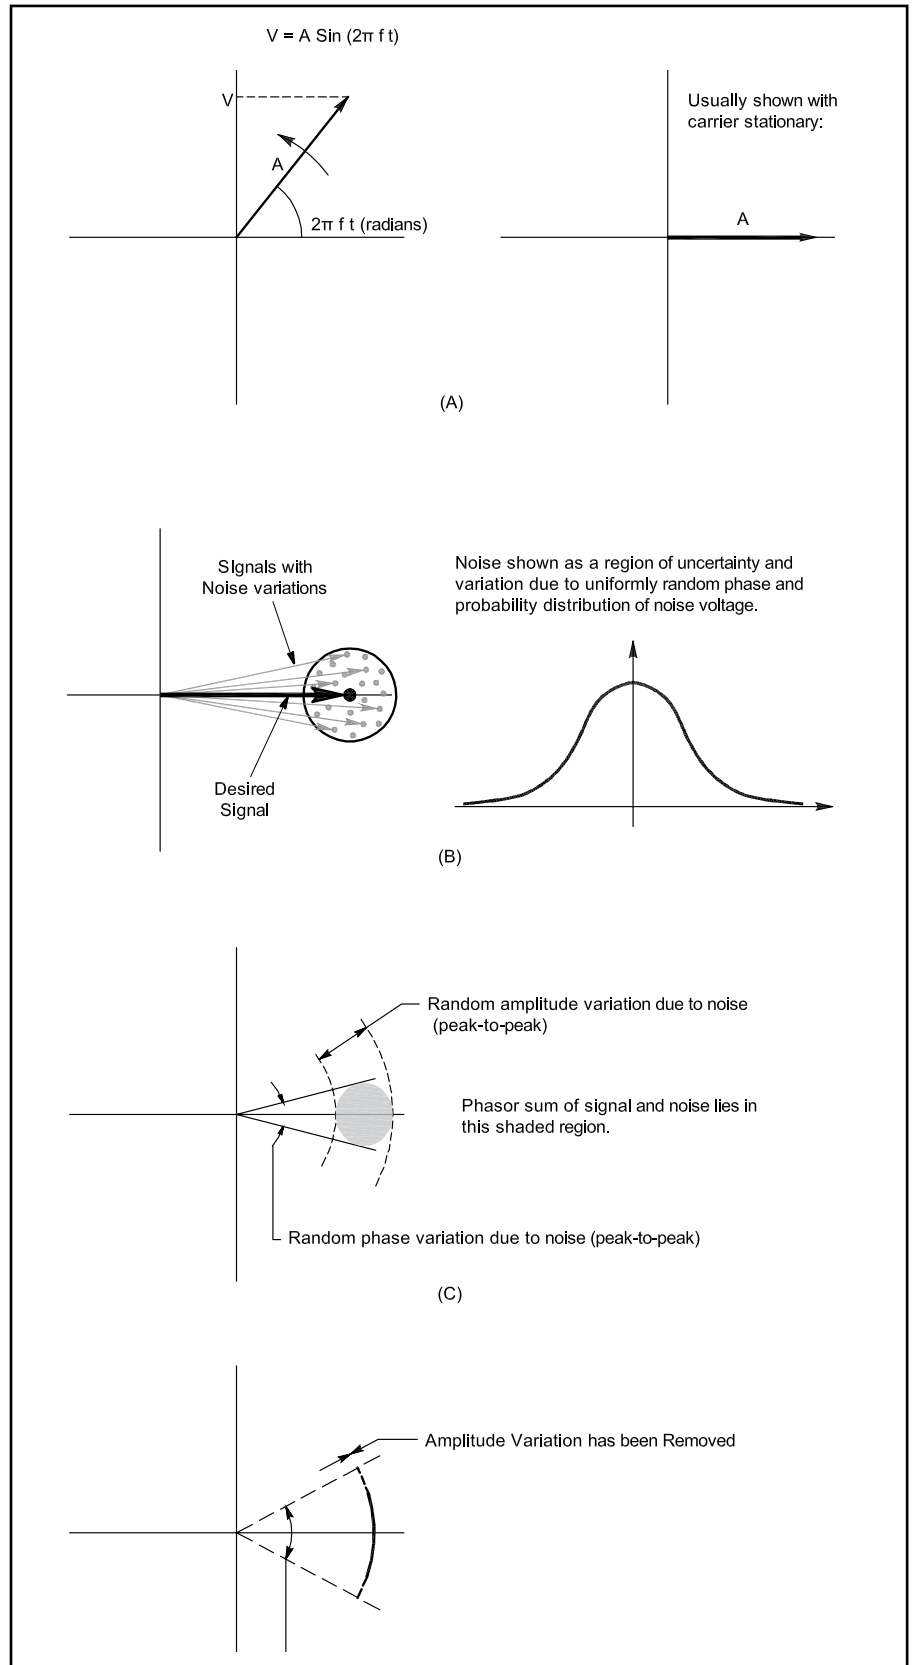 V = A Sin (2π f t)
V
A
2π f t (radians)
Usually shown with
carrier stationary:
A
(A)
SIgnals with
Noise variations
Desired
Signal
Noise shown as a region of uncertainty and
variation due to uniformly random phase and
probability distribution of noise voltage.
(B)
Random amplitude variation due to noise
(peak-to-peak)
Phasor sum of signal and noise lies in
this shaded region.
Random phase variation due to noise (peak-to-peak)
(C)
Amplitude Variation has been Removed